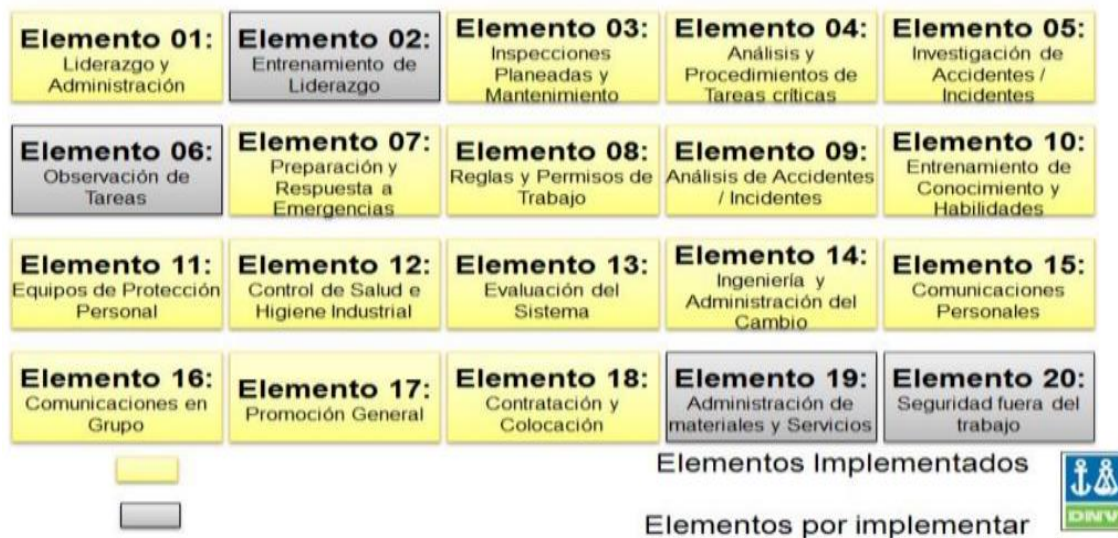 Elemento 01:
Liderazgo y
Administración
Elemento 02:
Entrenamiento de
Liderazgo
Elemento 03:
Inspecciones
Planeadas y
Mantenimiento
Elemento 04:
Análisis y
Procedimientos de
Tareas críticas
Elemento 05:
Investigación de
Accidentes /
Incidentes
Elemento 06:
Observación de
Tareas
Elemento 07:
Preparación y
Respuesta a
Emergencias
Elemento 08:
Reglas y Permisos de
Trabajo
Elemento 09:
Análisis de Accidentes
/ Incidentes
Elemento 10:
Entrenamiento de
Conocimiento y
Habilidades
Elemento 11:
Equipos de Protección
Personal
Elemento 12:
Control de Salud e
Higiene Industrial
Elemento 13:
Evaluación del
Sistema
Elemento 14:
Ingeniería y
Administración del
Cambio
Elemento 15:
Comunicaciones
Personales
Elemento 16:
Comunicaciones en
Grupo
Elemento 17:
Promoción General
Elemento 18:
Contratación y
Colocación
Elemento 19:
Administración de
materiales y Servicios
Elemento 20:
Seguridad fuera del
trabajo
Elementos Implementados
Elementos por implementar
DNV